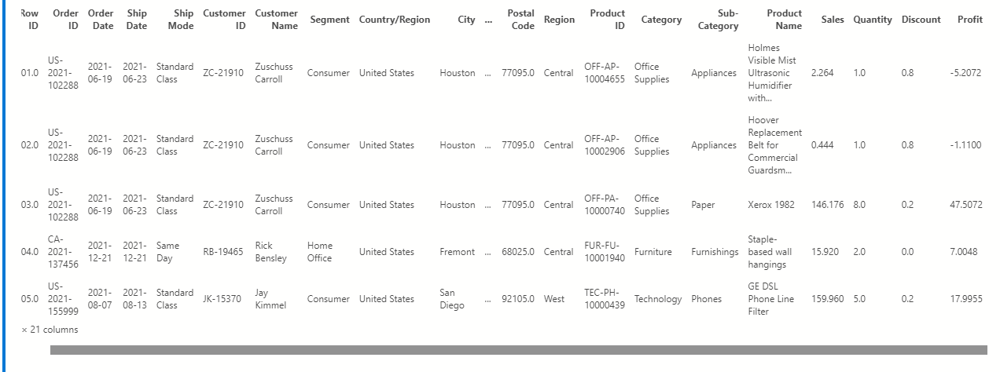 Row ID Order ID Order Date Ship Date Ship Mode Customer ID Customer Name Segment Country/Region City ... Postal Code Region Product ID Category Sub-Category Product Name Sales Quantity Discount Profit
01.0 US-2021-102288 2021-06-19 2021-06-23 Standard Class ZC-21910 Zuschuss Carroll Consumer United States Houston ... 77095.0 Central OFF-AP-10004655 Office Supplies Appliances Holmes Visible Mist Ultrasonic Humidifier with... 2.264 1.0 0.8 -5.2072
02.0 US-2021-102288 2021-06-19 2021-06-23 Standard Class ZC-21910 Zuschuss Carroll Consumer United States Houston ... 77095.0 Central OFF-AP-10002906 Office Supplies Appliances Hoover Replacement Belt for Commercial Guardsm... 0.444 1.0 0.8 -1.1100
03.0 US-2021-102288 2021-06-19 2021-06-23 Standard Class ZC-21910 Zuschuss Carroll Consumer United States Houston ... 77095.0 Central OFF-PA-10000740 Office Supplies Paper Xerox 1982 146.176 8.0 0.2 47.5072
04.0 CA-2021-137456 2021-12-21 2021-12-21 Same Day RB-19465 Rick Bensley Home Office United States Fremont ... 68025.0 Central FUR-FU-10001940 Furniture Furnishings Staple-based wall hangings 15.920 2.0 0.0 7.0048
05.0 US-2021-155999 2021-08-07 2021-08-13 Standard Class JK-15370 Jay Kimmel Consumer United States San Diego ... 92105.0 West TEC-PH-10000439 Technology Phones GE DSL Phone Line Filter 159.960 5.0 0.2 17.9955
× 21 columns